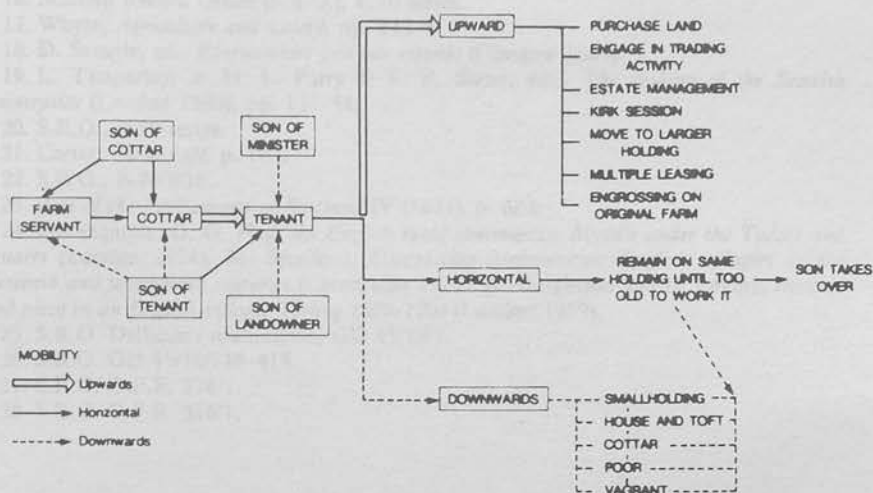 UPWARD
PURCHASE LAND
ENGAGE IN TRADING
ACTIVITY
ESTATE MANAGEMENT
KIRK SESSION
MOVE TO LARGER
HOLDING
MULTIPLE LEASING
ENGROSSING ON
ORIGINAL FARM
SON OF
COTTAR
SON OF
MINISTER
FARM
SERVANT
COTTAR
TENANT
SON OF
TENANT
SON OF
LANDOWNER
HORIZONTAL
REMAIN ON SAME
HOLDING UNTIL TOO
OLD TO WORK IT
SON TAKES
OVER
DOWNWARDS
SMALLHOLDING
HOUSE AND TOFT
COTTAR
POOR
VAGRANT
MOBILITY
Upwards
Horizontal
Downwards